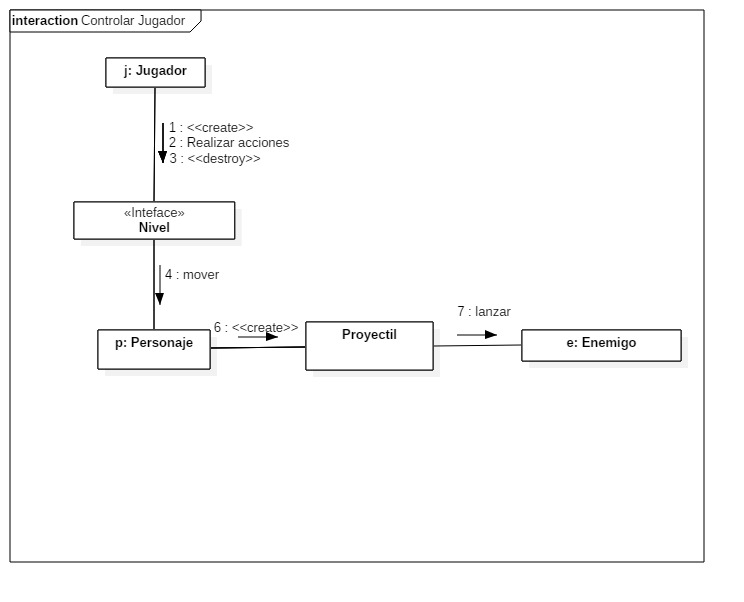 interaction Controlar Jugador
j: Jugador
1 : <<create>>
2 : Realizar acciones
3 : <<destroy>>
«Inteface»
Nivel
4 : mover
6 : <<create>>
7 : lanzar
p: Personaje
Proyectil
e: Enemigo